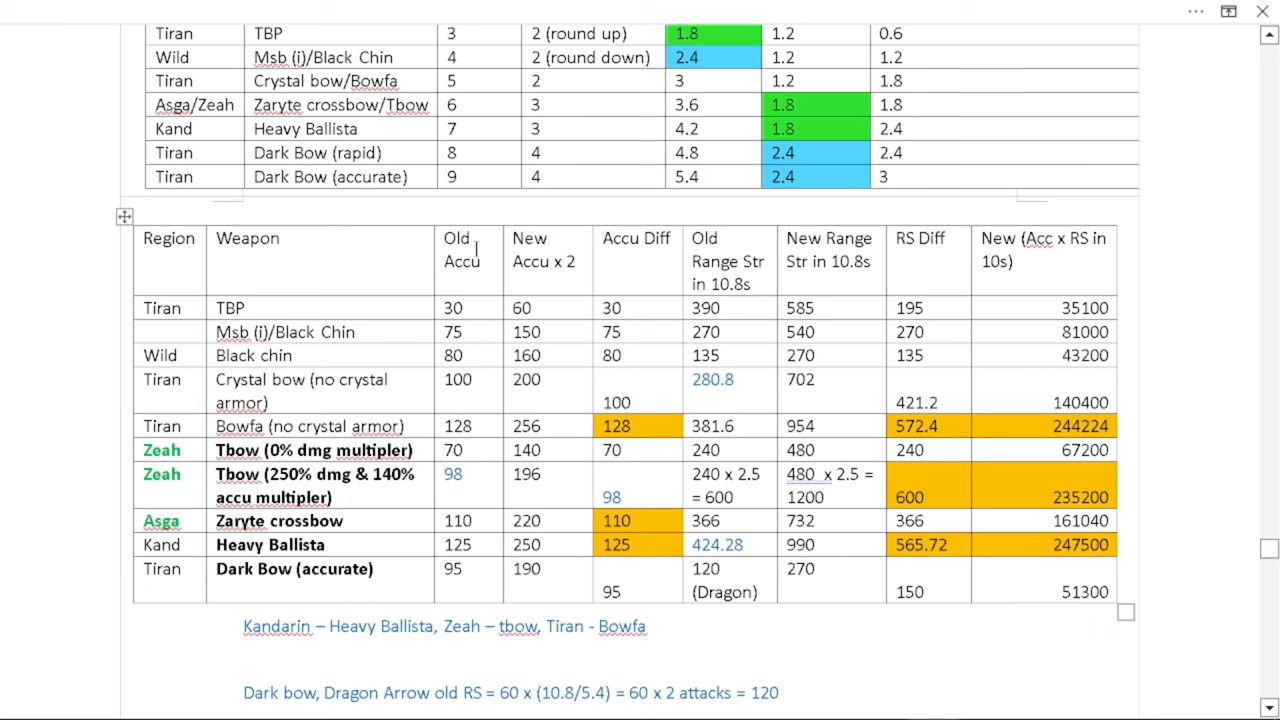 Tiran TBP 3 2 (round up) 1.8 1.2 0.6
Wild Msb (i)/Black Chin 4 2 (round down) 2.4 1.2 1.2
Tiran Crystal bow/Bowfa 5 2 3 1.2 1.8
Asga/Zeah Zaryte crossbow/Tbow 6 3 3.6 1.8 1.8
Kand Heavy Ballista 7 3 4.2 1.8 2.4
Tiran Dark Bow (rapid) 8 4 4.8 2.4 2.4
Tiran Dark Bow (accurate) 9 4 5.4 2.4 3
Region Weapon Old New Accu Diff Old New Range RS Diff New (Acc x RS in
Accu Accu x 2 Range Str Str in 10.8s 10s)
in 10.8s
Tiran TBP 30 60 30 390 585 195 35100
Msb (i)/Black Chin 75 150 75 270 540 270 81000
Wild Black chin 80 160 80 135 270 135 43200
Tiran Crystal bow (no crystal 100 200 280.8 702
armor) 100 421.2 140400
Tiran Bowfa (no crystal armor) 128 256 128 381.6 954 572.4 244224
Zeah Tbow (0% dmg multipler) 70 140 70 240 480 240 67200
Zeah Tbow (250% dmg & 140% 98 196 240 x 2.5 480 x 2.5 =
accu multipler) 98 = 600 1200 600 235200
Asga Zaryte crossbow 110 220 110 366 732 366 161040
Kand Heavy Ballista 125 250 125 424.28 990 565.72 247500
Tiran Dark Bow (accurate) 95 190 120 270
95 (Dragon) 150 51300
Kandarin – Heavy Ballista, Zeah – tbow, Tiran - Bowfa
Dark bow, Dragon Arrow old RS = 60 x (10.8/5.4) = 60 x 2 attacks = 120